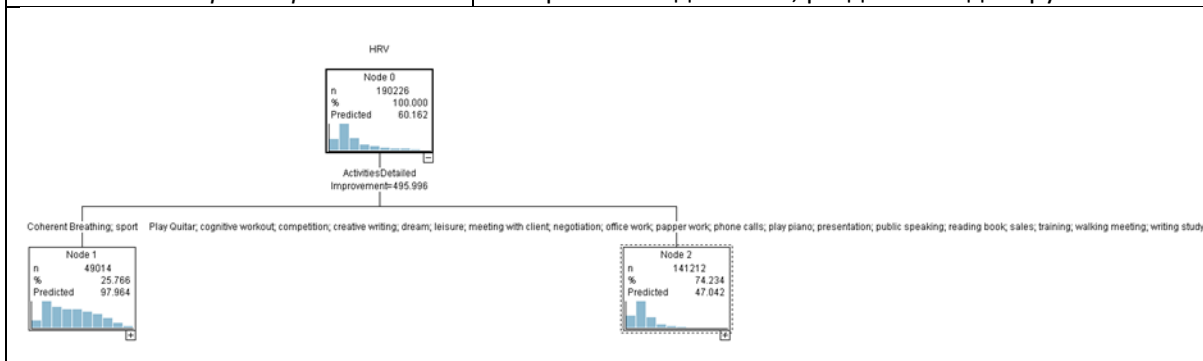 HRV
Node 0
n 190226
% 100.000
Predicted 60.162
ActivitiesDetailed
Improvement=495.996
Coherent Breathing; sport
Play Quitar; cognitive workout; competition; creative writing; dream; leisure; meeting with client; negotiation; office work; papper work; phone calls; play piano; presentation; public speaking; reading book; sales; training; walking meeting; writing study
Node 1
n 49014
% 25.766
Predicted 97.964
Node 2
n 141212
% 74.234
Predicted 47.042